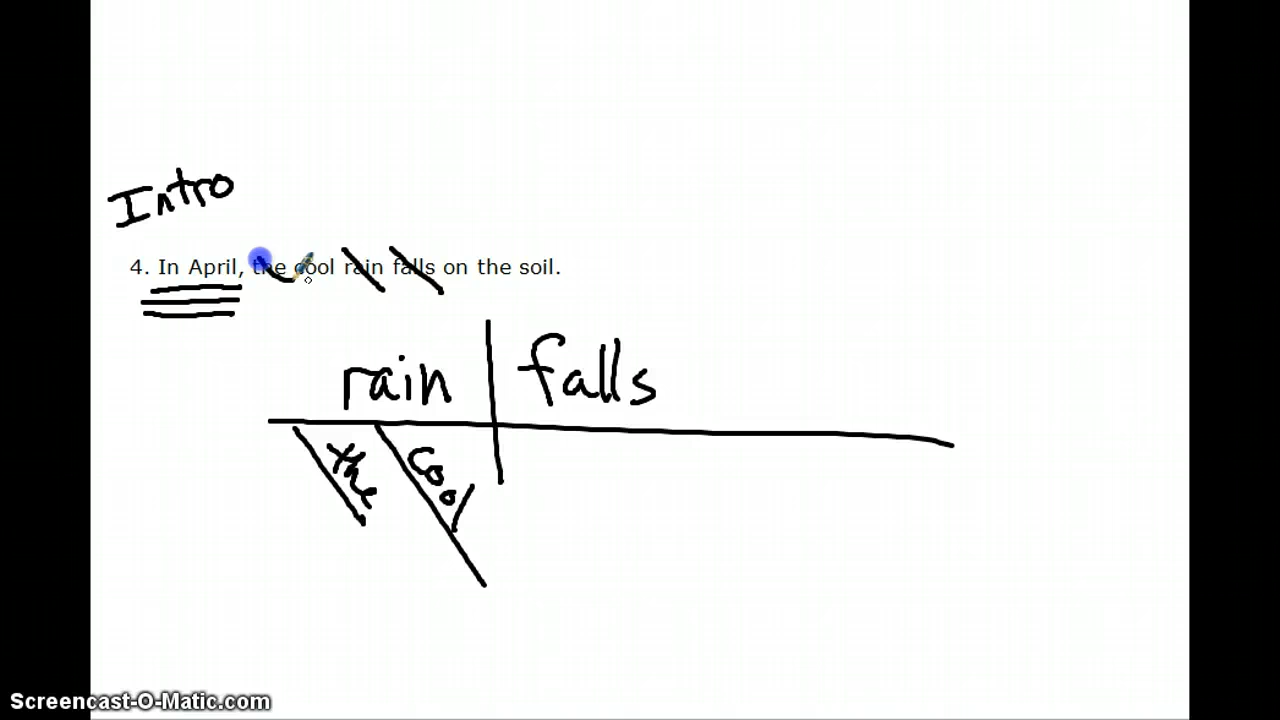 Intro
4. In April, the cool rain falls on the soil.
rain falls
the cool
Screencast-O-Matic.com